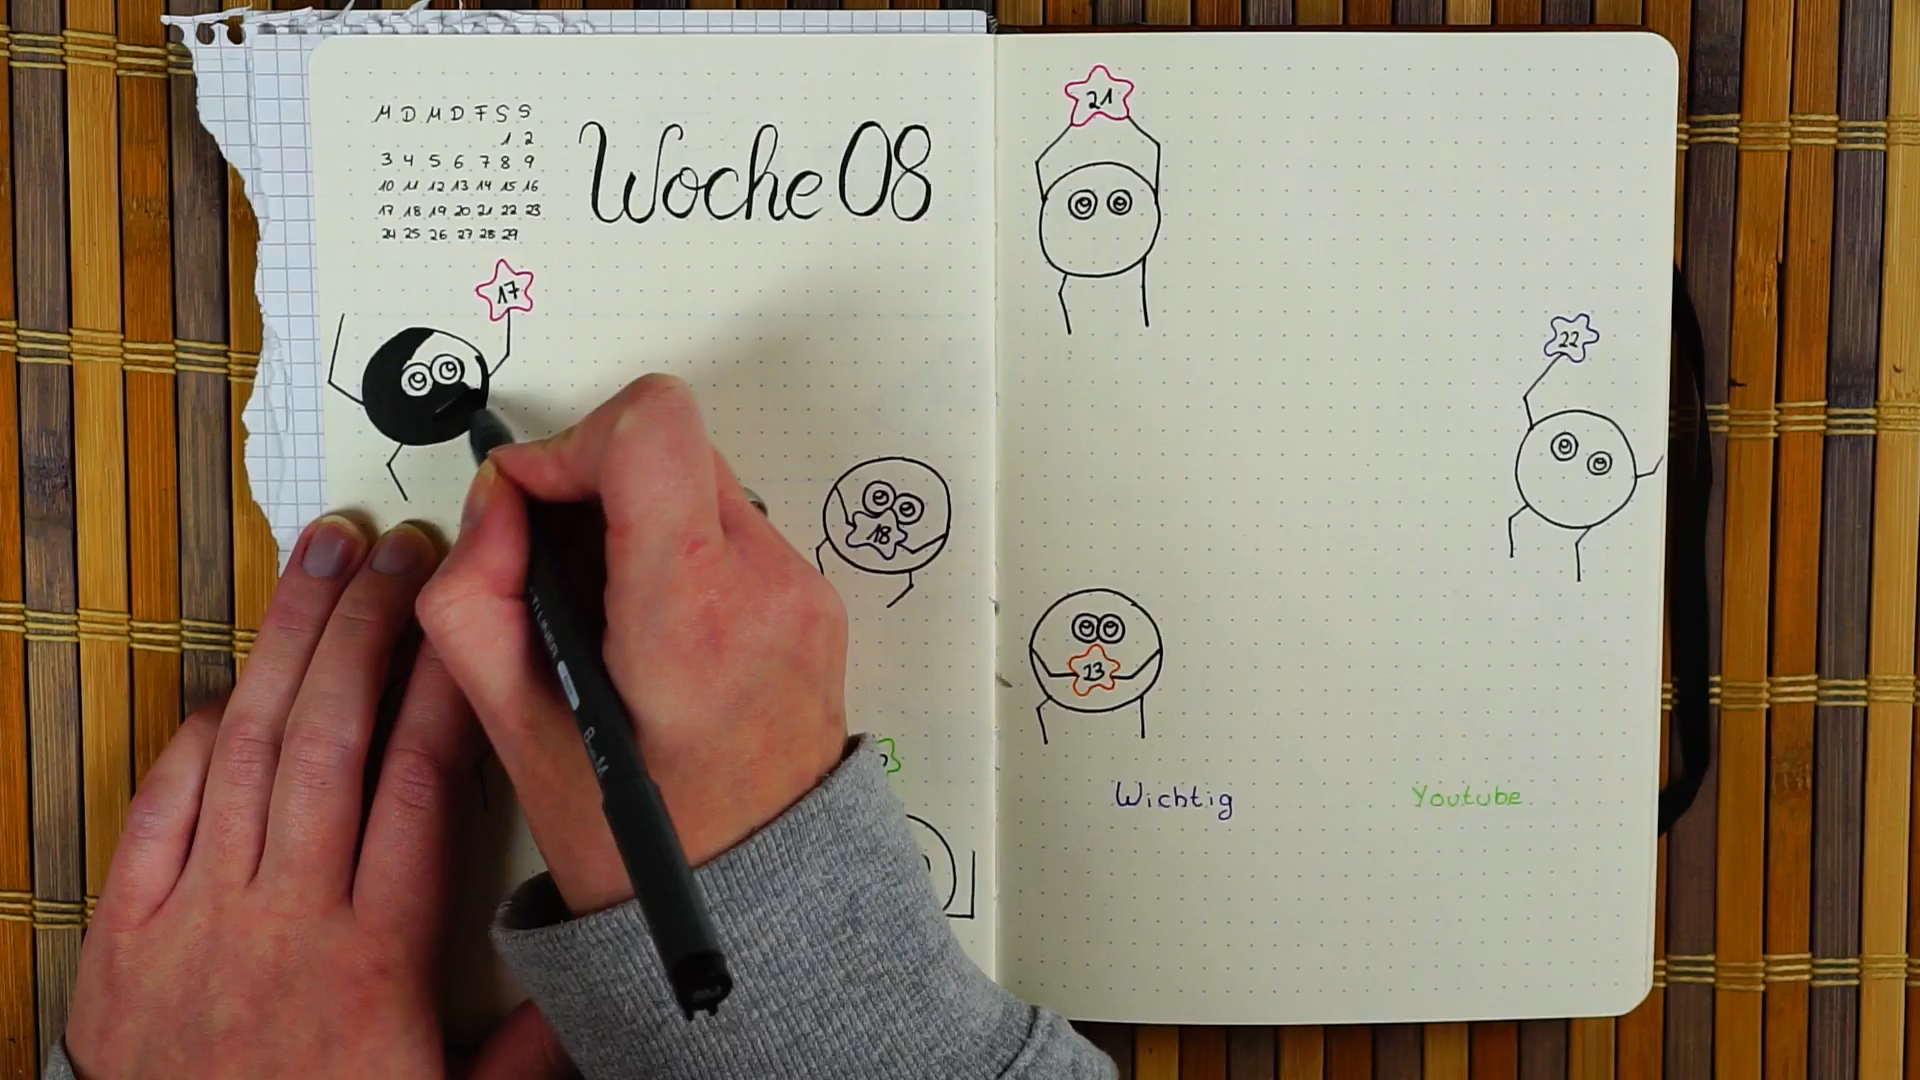 M D M D F S S
1 2
3 4 5 6 7 8 9
10 11 12 13 14 15 16
17 18 19 20 21 22 23
24 25 26 27 28 29
Woche 08
17
18
21
22
23
Wichtig
Youtube